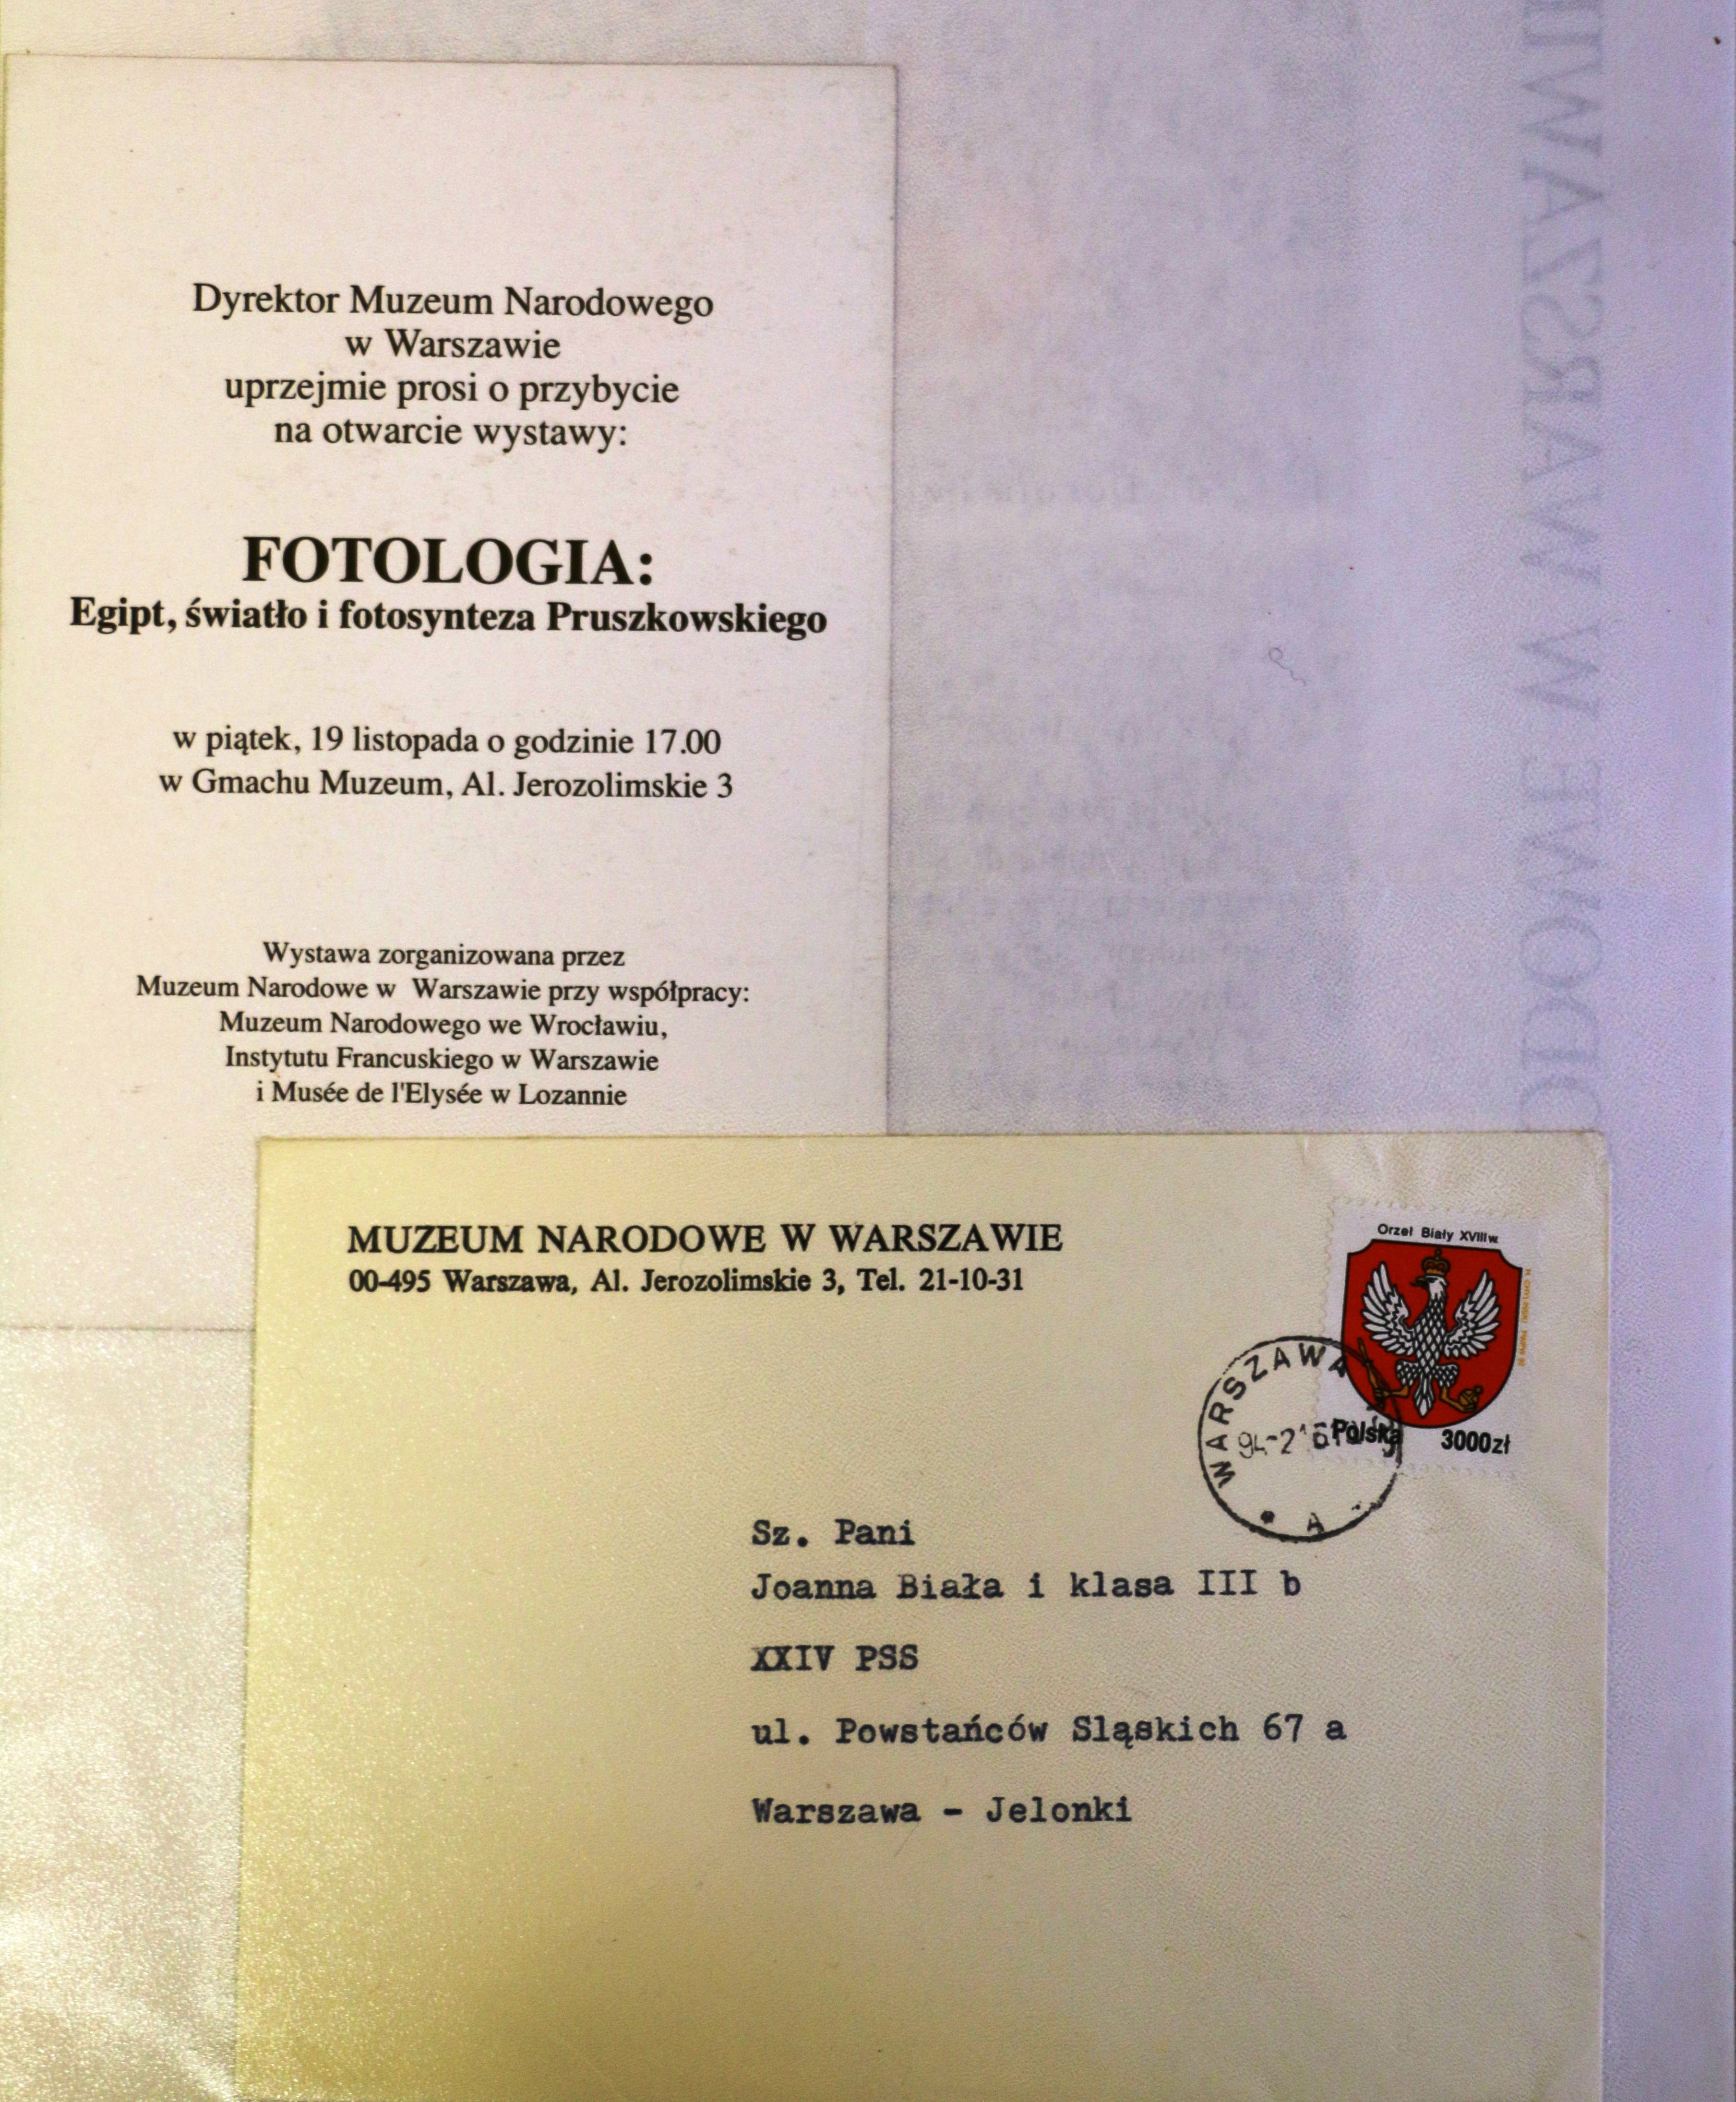 Dyrektor Muzeum Narodowego
w Warszawie
uprzejmie prosi o przybycie
na otwarcie wystawy:
FOTOLOGIA:
Egipt, światło i fotosynteza Pruszkowskiego
w piątek, 19 listopada o godzinie 17.00
w Gmachu Muzeum, Al. Jerozolimskie 3
Wystawa zorganizowana przez
Muzeum Narodowe w Warszawie przy współpracy:
Muzeum Narodowego we Wrocławiu,
Instytutu Francuskiego w Warszawie
i Musée de l'Elysée w Lozannie
MUZEUM NARODOWE W WARSZAWIE
00-495 Warszawa, Al. Jerozolimskie 3, Tel. 21-10-31
Orzeł Biały XVIII w
Polska 3000 zł
WARSZAWA
A
Sz. Pani
Joanna Biała i klasa III b
XXIV PSS
ul. Powstańców Sląskich 67 a
Warszawa - Jelonki